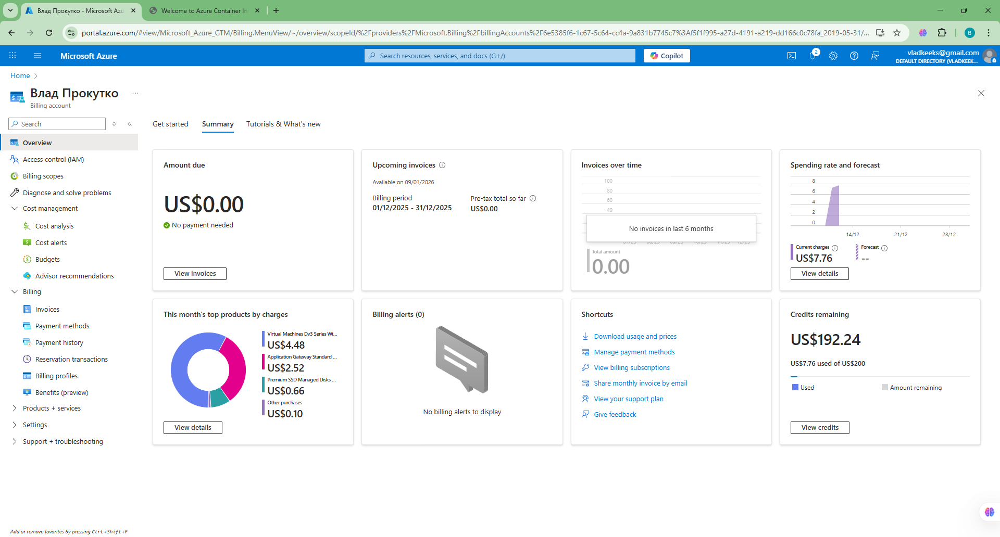 Влад Прокутко - Microsoft Azu
Welcome to Azure Container In
portal.azure.com/#view/Microsoft_Azure_GTM/Billing.MenuView/~/overview/scopeId/%2Fproviders%2FMicrosoft.Billing%2FbillingAccounts%2F6e5385f6-1c67-5c64-cc4a-9a831b7745c7%3Af5f1f995-a27d-4191-a219-dd166c0c78fa_2019-05-31/...
B
Microsoft Azure
Search resources, services, and docs (G+/)
Copilot
2
vladkeeks@gmail.com
DEFAULT DIRECTORY (VLADKEEK...
Home
Влад Прокутко
...
Billing account
Search
Overview
Access control (IAM)
Billing scopes
Diagnose and solve problems
Cost management
Cost analysis
Cost alerts
Budgets
Advisor recommendations
Billing
Invoices
Payment methods
Payment history
Reservation transactions
Billing profiles
Benefits (preview)
Products + services
Settings
Support + troubleshooting
Add or remove favorites by pressing Ctrl+Shift+F
Get started
Summary
Tutorials & What's new
Amount due
US$0.00
No payment needed
View invoices
Upcoming invoices
Available on 09/01/2026
Billing period
01/12/2025 - 31/12/2025
Pre-tax total so far
US$0.00
Invoices over time
100
80
60
40
No invoices in last 6 months
Total amount
0.00
Spending rate and forecast
8
6
4
2
0
14/12
21/12
28/12
Current charges
US$7.76
Forecast
--
View details
This month's top products by charges
Virtual Machines Dv3 Series Wi...
US$4.48
Application Gateway Standard ...
US$2.52
Premium SSD Managed Disks ...
US$0.66
Other purchases
US$0.10
View details
Billing alerts (0)
No billing alerts to display
Shortcuts
Download usage and prices
Manage payment methods
View billing subscriptions
Share monthly invoice by email
View your support plan
Give feedback
Credits remaining
US$192.24
US$7.76 used of US$200
Used
Amount remaining
View credits